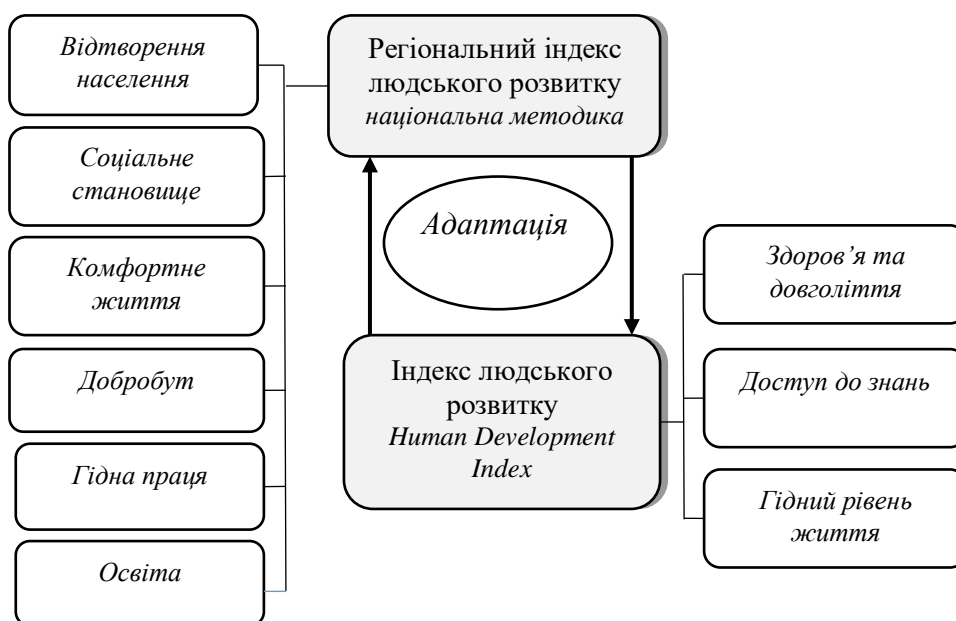 Відтворення
населення
Соціальне
становище
Комфортне
життя
Добробут
Гідна праця
Освіта
Регіональний індекс
людського розвитку
національна методика
Адаптація
Індекс людського
розвитку
Human Development
Index
Здоров’я та
довголіття
Доступ до знань
Гідний рівень
життя